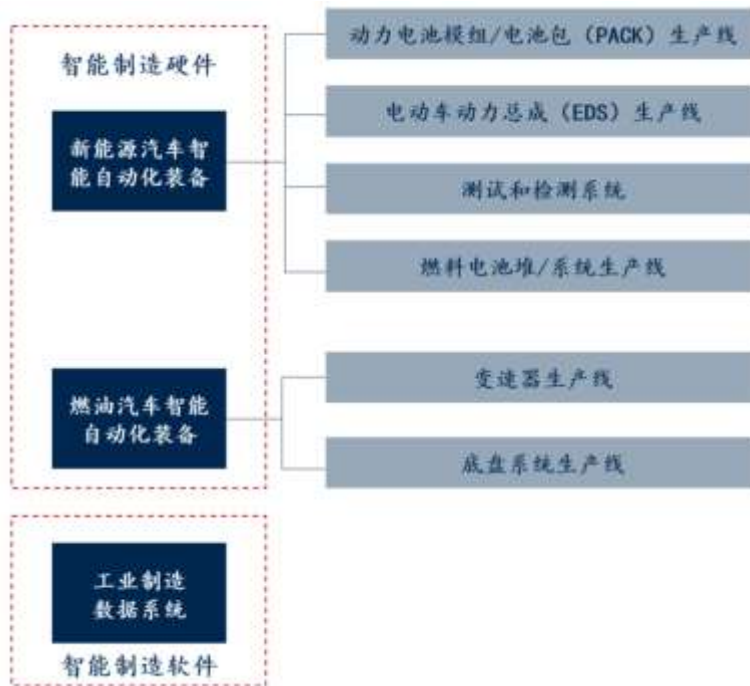 智能制造硬件
新能源汽车智
能自动化装备
动力电池模组/电池包（PACK）生产线
电动车动力总成（EDS）生产线
测试和检测系统
燃料电池堆/系统生产线
燃油汽车智能
自动化装备
变速器生产线
底盘系统生产线
工业制造
数据系统
智能制造软件